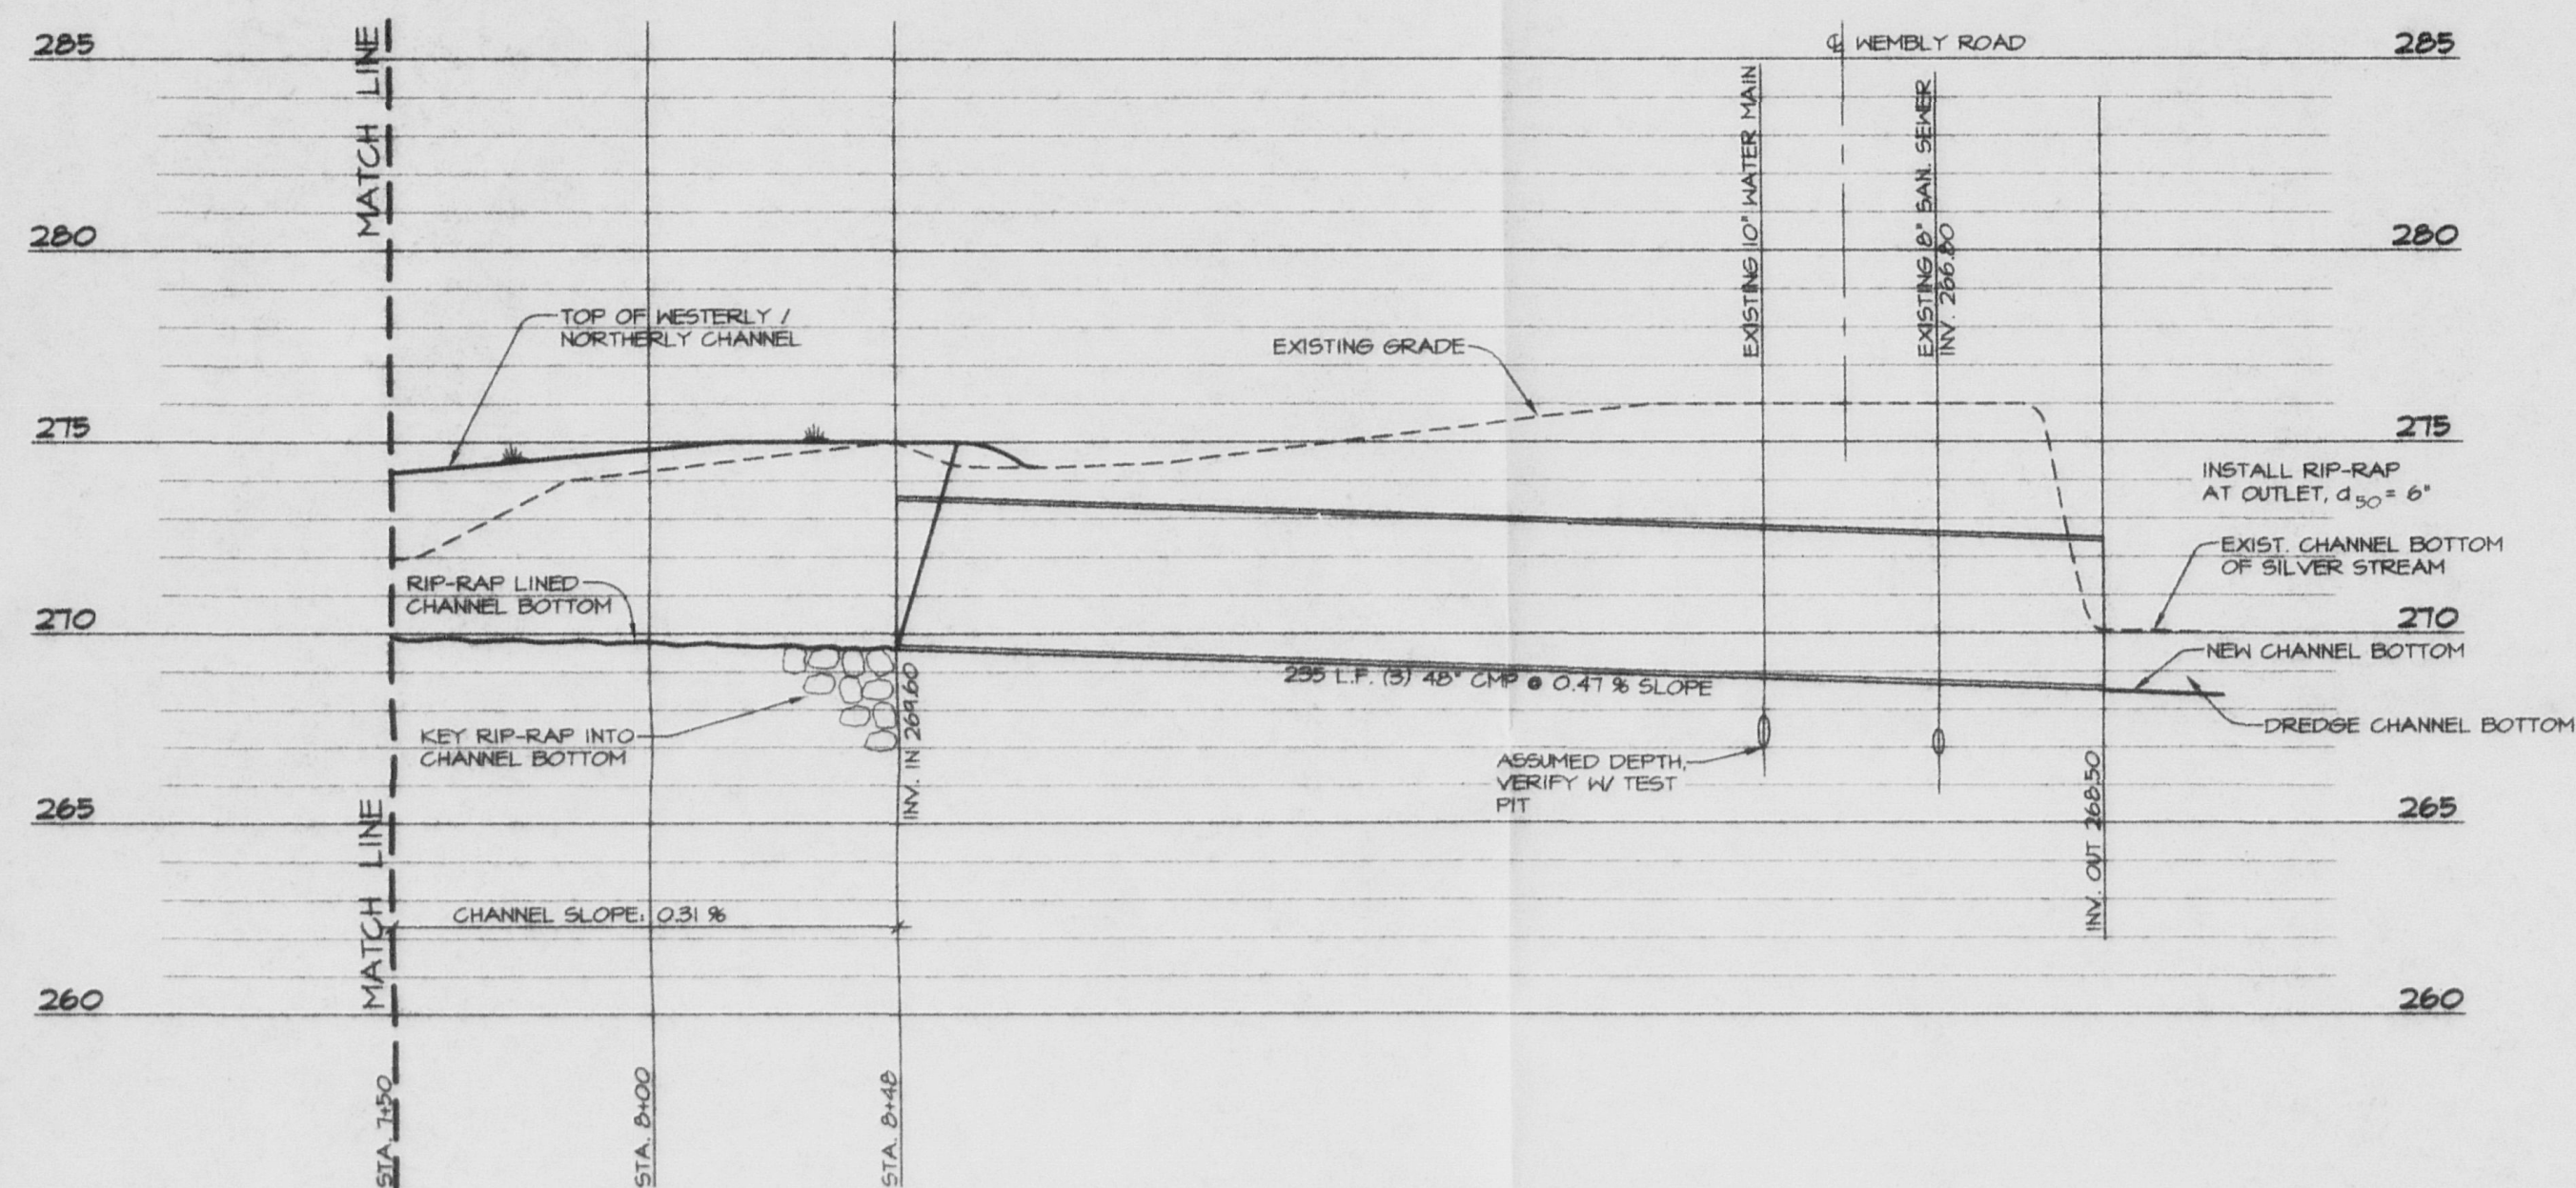 285
MATCH LINE
℄ WEMBLY ROAD
285
EXISTING 10" WATER MAIN
EXISTING 8" SAN. SEWER
INV. 266.80
280
280
TOP OF WESTERLY /
NORTHERLY CHANNEL
EXISTING GRADE
275
275
INSTALL RIP-RAP
AT OUTLET, d50 = 6"
EXIST. CHANNEL BOTTOM
OF SILVER STREAM
RIP-RAP LINED
CHANNEL BOTTOM
270
270
NEW CHANNEL BOTTOM
235 L.F. (3) 48" CMP @ 0.47 % SLOPE
DREDGE CHANNEL BOTTOM
KEY RIP-RAP INTO
CHANNEL BOTTOM
INV. IN 269.60
ASSUMED DEPTH,
VERIFY W/ TEST
PIT
INV. OUT 268.50
265
265
MATCH LINE
CHANNEL SLOPE: 0.31 %
260
260
STA. 7+50
STA. 8+00
STA. 8+48